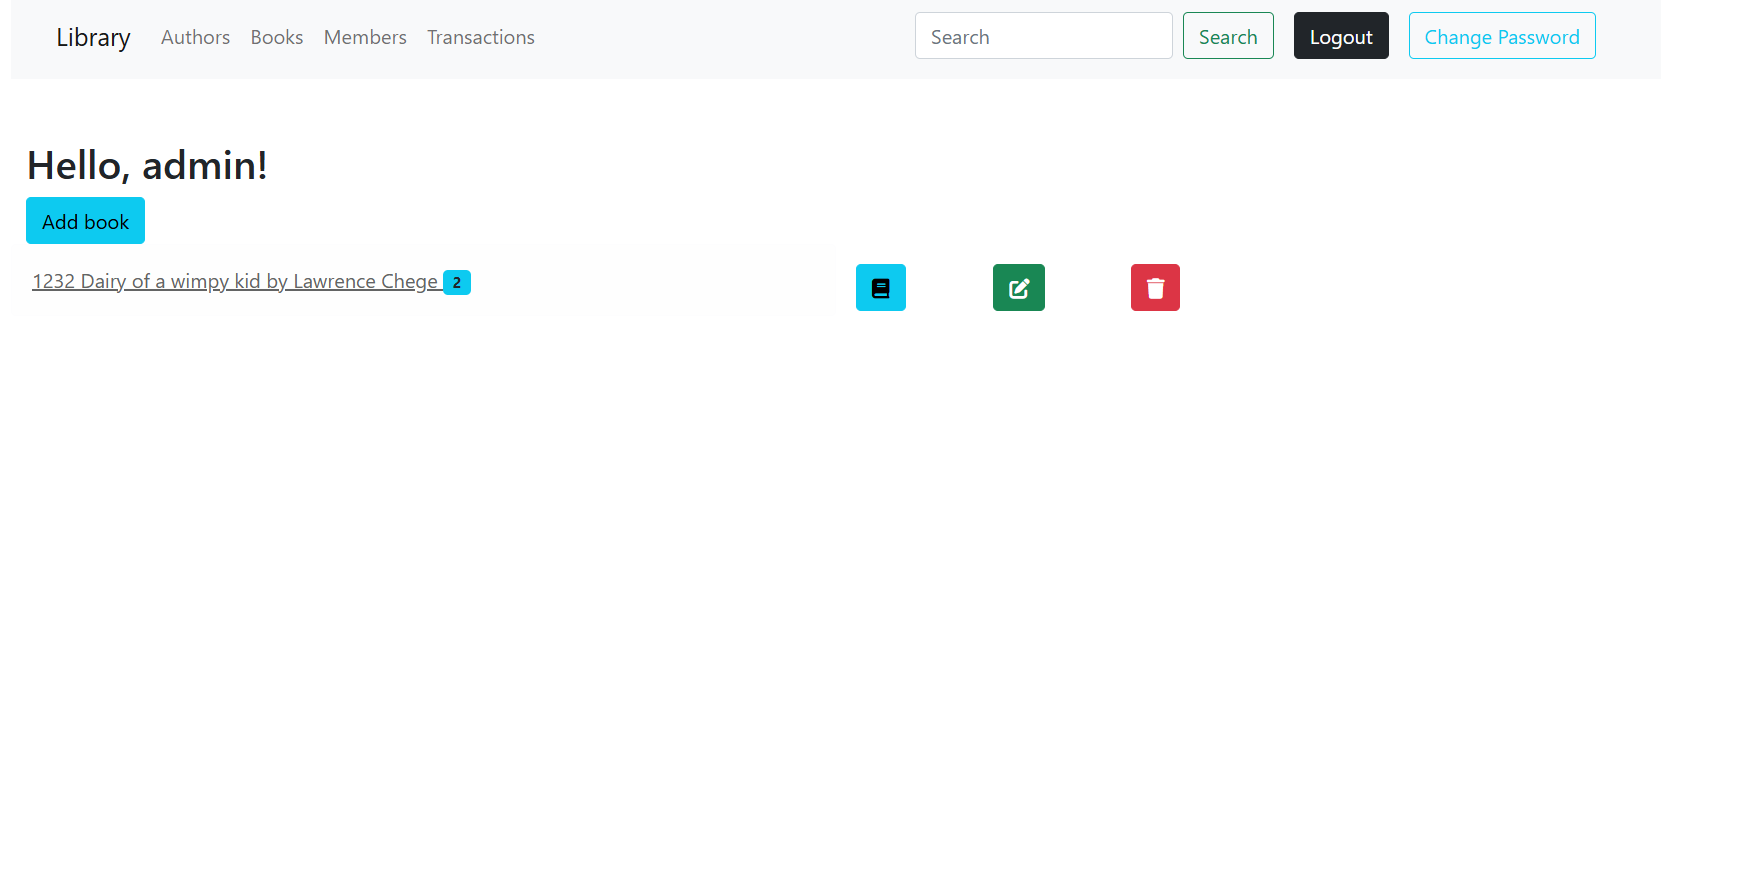 Library Authors Books Members Transactions Search Search Logout Change Password
Hello, admin!
Add book
1232 Dairy of a wimpy kid by Lawrence Chege 2